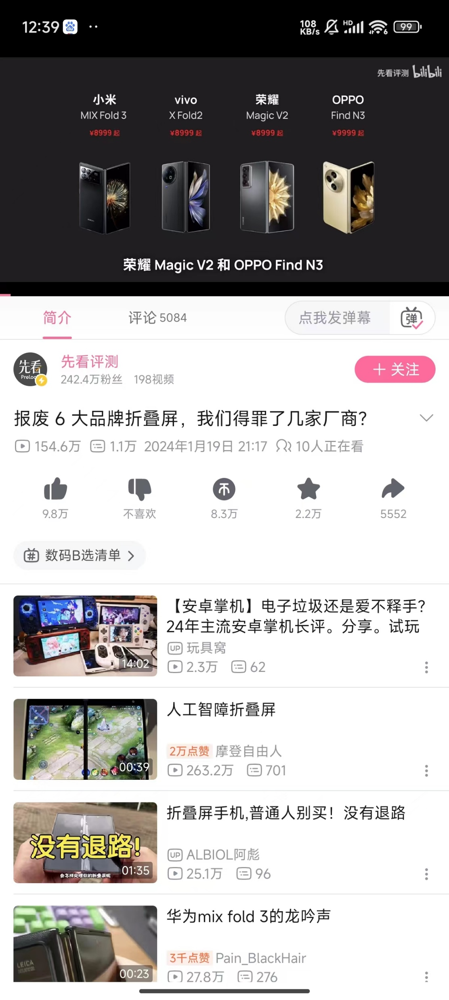 12:39
108
KB/s
HD
6
99
先看评测 bilibili
小米 vivo 荣耀 OPPO
MIX Fold 3 X Fold2 Magic V2 Find N3
¥8999 起 ¥8999 起 ¥8999 起 ¥9999 起
荣耀 Magic V2 和 OPPO Find N3
简介 评论 5084 点我发弹幕 弹
先看
先看评测
242.4万粉丝 198视频
+ 关注
报废 6 大品牌折叠屏，我们得罪了几家厂商？
154.6万 1.1万 2024年1月19日 21:17 10人正在看
9.8万 不喜欢 8.3万 2.2万 5552
数码B选清单
【安卓掌机】电子垃圾还是爱不释手？
24年主流安卓掌机长评。分享。试玩
UP 玩具窝
14:02
2.3万 62
人工智障折叠屏
2万点赞 摩登自由人
00:39
263.2万 701
折叠屏手机,普通人别买！没有退路
没有退路!
UP ALBIOL阿彪
01:35
会怎样处理你的折叠屏呢
25.1万 96
华为mix fold 3的龙吟声
LEICA
3千点赞 Pain_BlackHair
00:23
27.8万 276